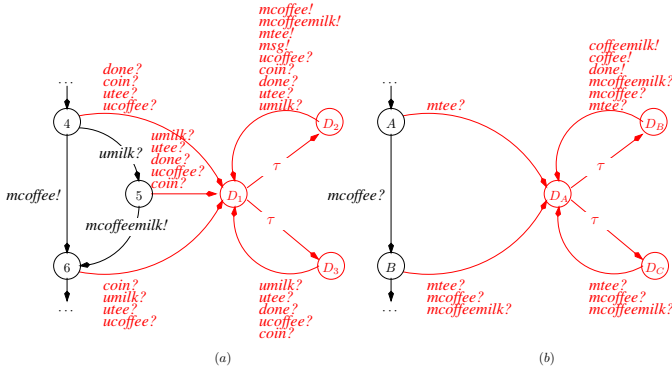 mcoffee!
mcoffeemilk!
mtee!
msg!
ucoffee?
coin?
done?
utee?
umilk?
done?
coin?
utee?
ucoffee?
...
4
umilk?
umilk?
utee?
done?
ucoffee?
coin?
D2
τ
mcoffee!
5
D1
mcoffeemilk!
τ
6
D3
...
coin?
umilk?
utee?
ucoffee?
umilk?
utee?
done?
ucoffee?
coin?
(a)
coffeemilk!
coffee!
done!
mcoffeemilk?
mcoffee?
mtee?
...
A
mtee?
DB
τ
mcoffee?
DA
τ
B
DC
...
mtee?
mcoffee?
mcoffeemilk?
mtee?
mcoffee?
mcoffeemilk?
(b)